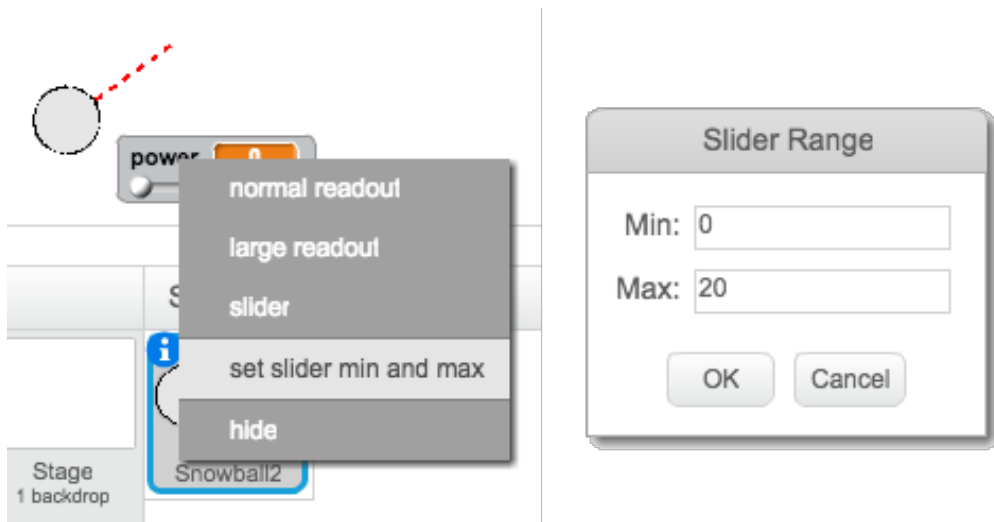 power 0
normal readout
large readout
slider
set slider min and max
hide
Stage
1 backdrop
Snowball2
Slider Range
Min: 0
Max: 20
OK Cancel